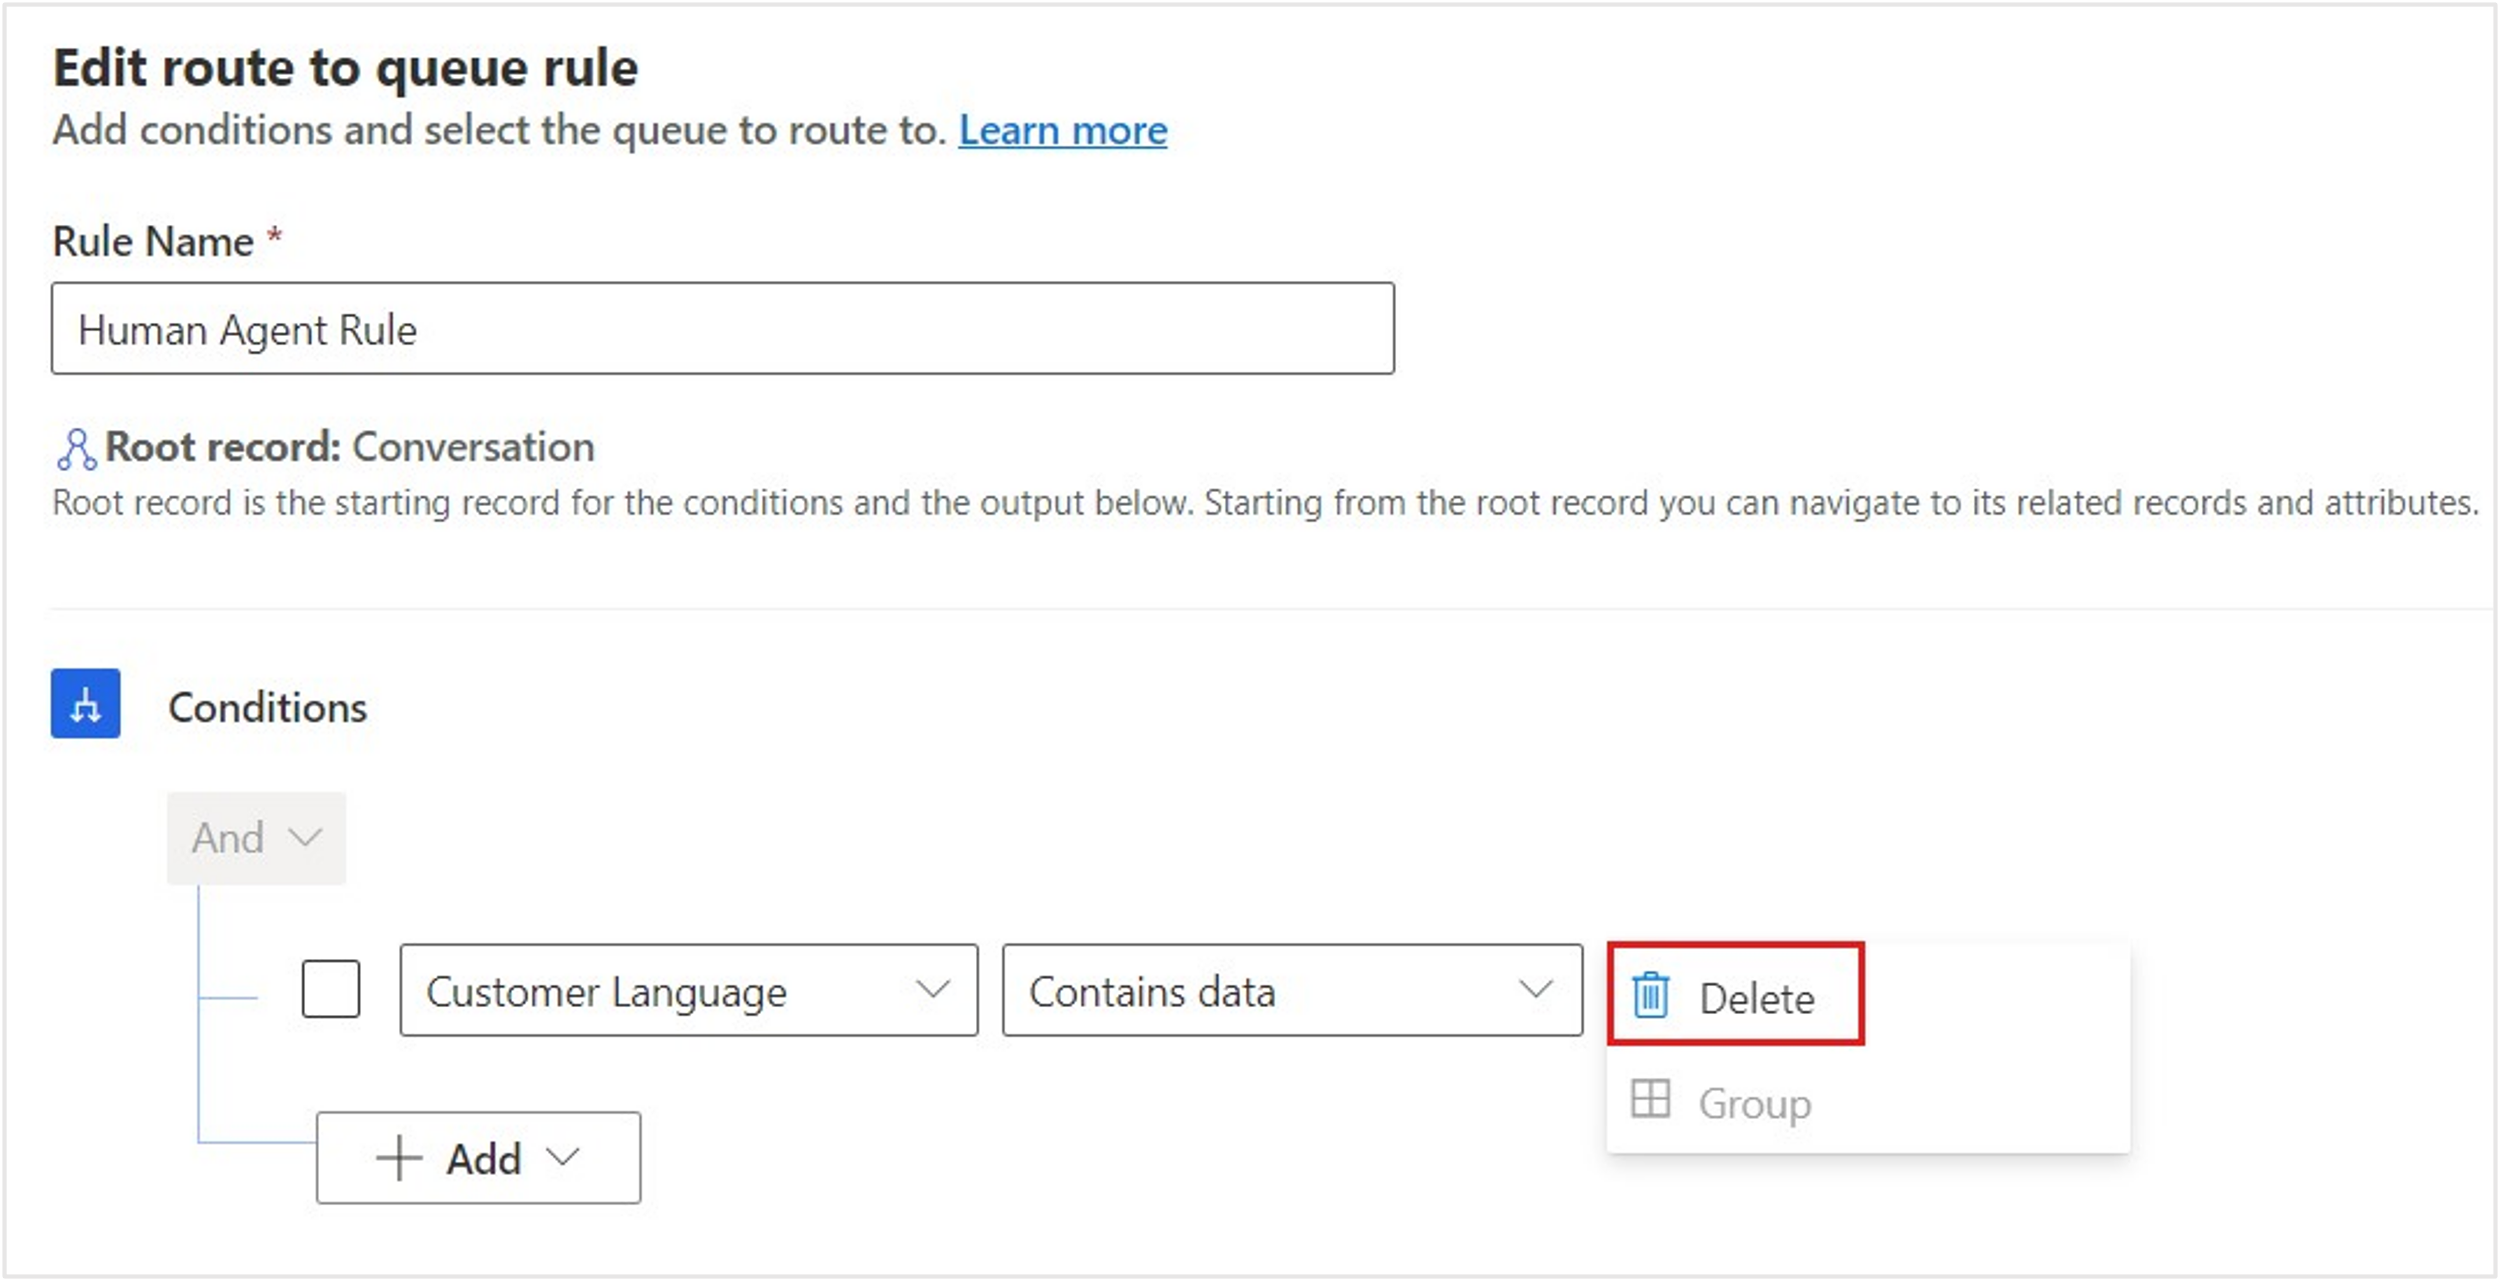 Edit route to queue rule
Add conditions and select the queue to route to. Learn more
Rule Name *
Human Agent Rule
Root record: Conversation
Root record is the starting record for the conditions and the output below. Starting from the root record you can navigate to its related records and attributes.
Conditions
And
Customer Language
Contains data
Delete
Group
Add